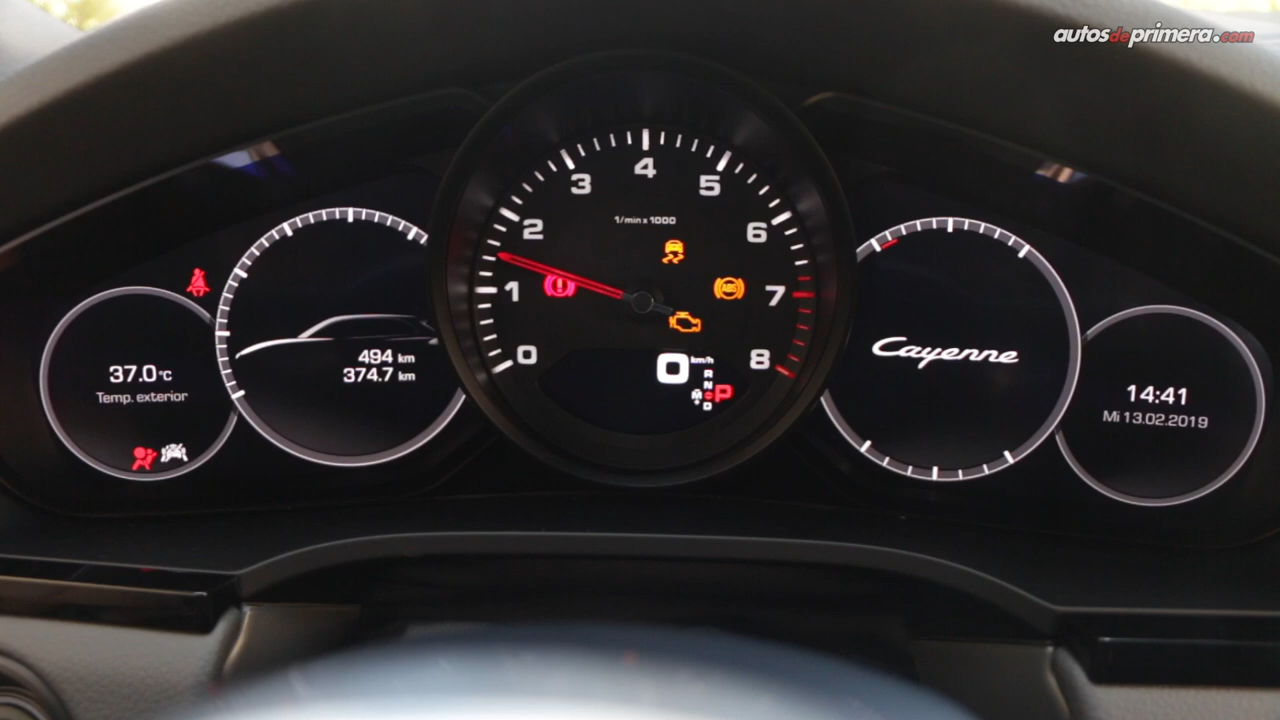 autosdeprimera.com
4
3
5
1/min x 1000
2
6
ABS
1
7
0
8
0 km/h
R
N
P
D
M
494 km
374.7 km
37.0 °C
Temp. exterior
Cayenne
14:41
Mi 13.02.2019